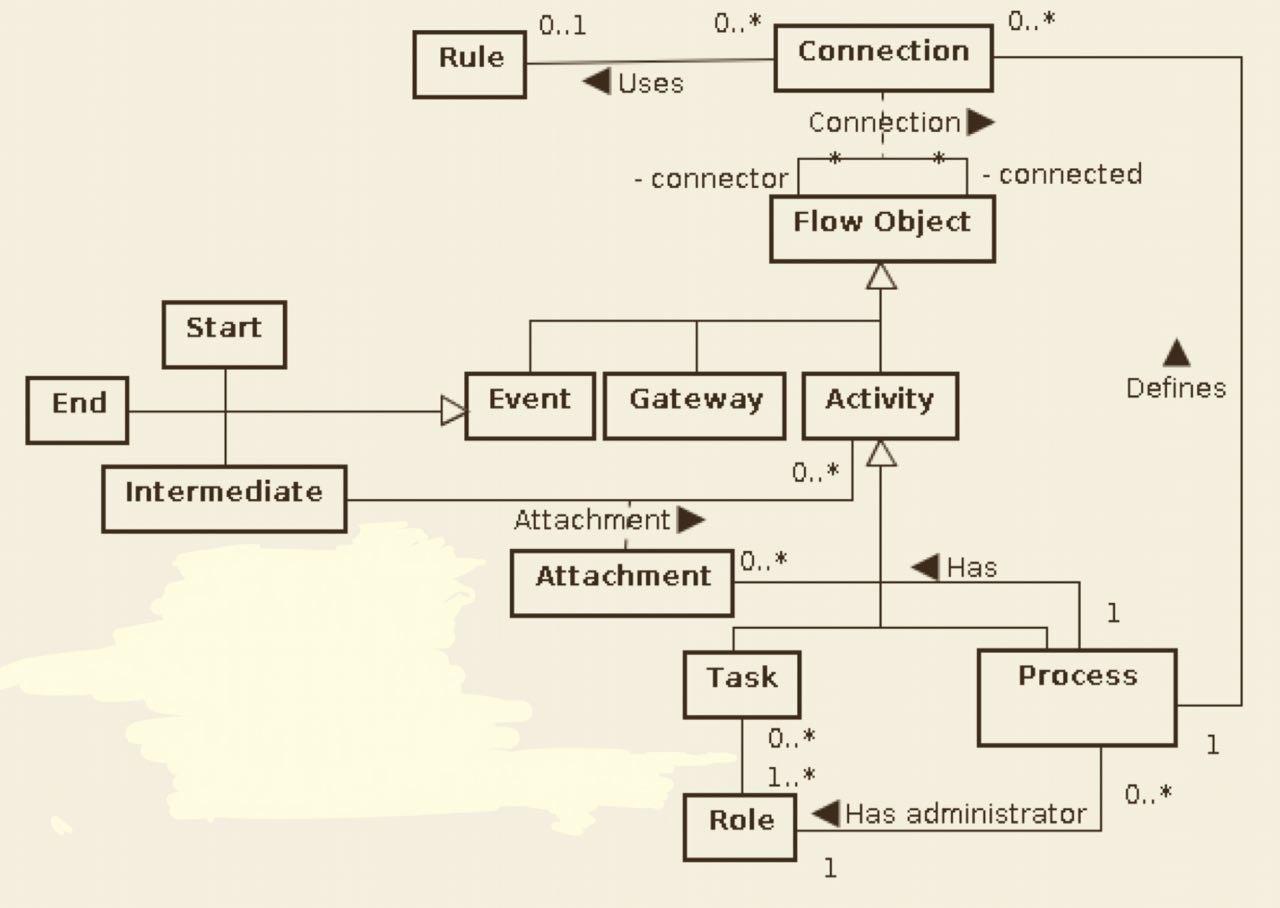 0..1
0..*
0..*
Rule
Connection
◀ Uses
Connection ▶
*
*
- connector
- connected
Flow Object
Start
End
Event
Gateway
Activity
▲
Defines
0..*
Intermediate
Attachment ▶
Attachment
0..*
◀ Has
1
Task
Process
0..*
1
1..*
0..*
Role
◀ Has administrator
1